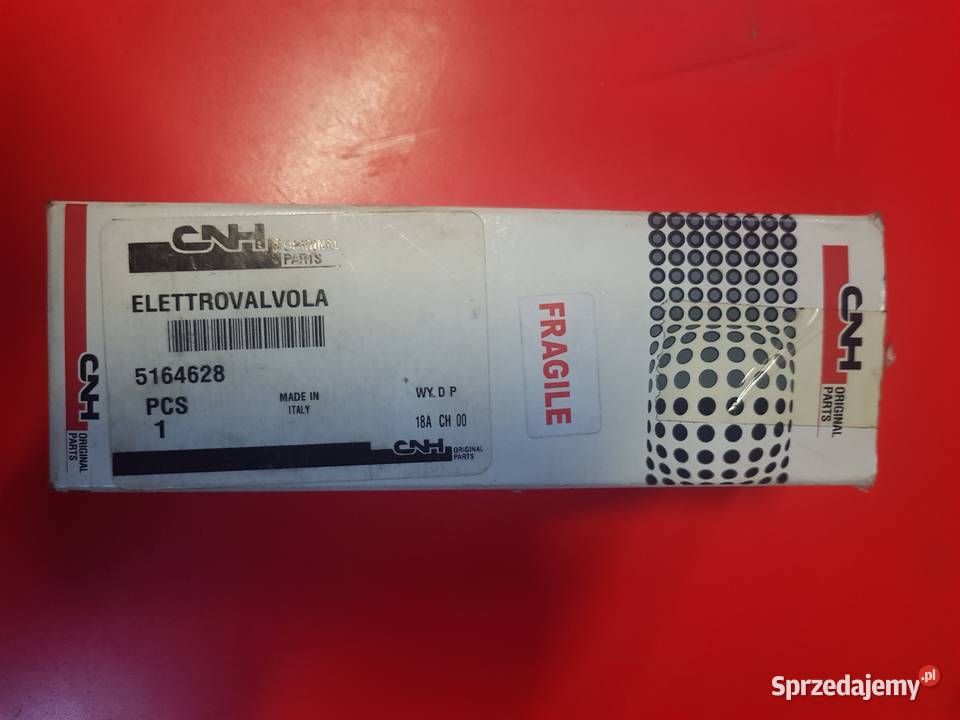 CNH
ORIGINAL
PARTS
ELETTROVALVOLA
5164628
PCS
1
MADE IN
ITALY
WY. D P
18A CH 00
CNH ORIGINAL
PARTS
CNH ORIGINAL
PARTS
FRAGILE
CNH ORIGINAL
PARTS
Sprzedajemy.pl